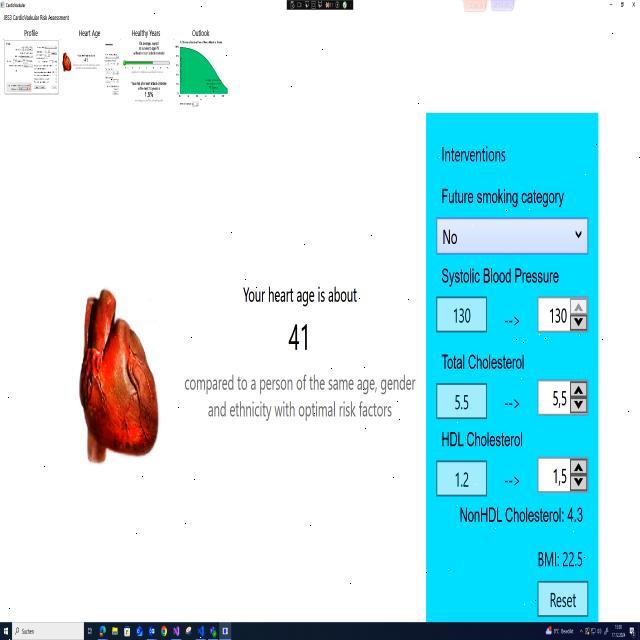 CardioVaskular
JBS3 CardioVaskular Risk Assessment
Profile
Heart Age
Healthy Years
Outlook
Your heart age is about
41
compared to a person of the same age, gender
and ethnicity with optimal risk factors
Interventions
Future smoking category
No
Systolic Blood Pressure
130 --> 130
Total Cholesterol
5.5 --> 5,5
HDL Cholesterol
1.2 --> 1,5
NonHDL Cholesterol: 4.3
BMI: 22.5
Reset
Suchen